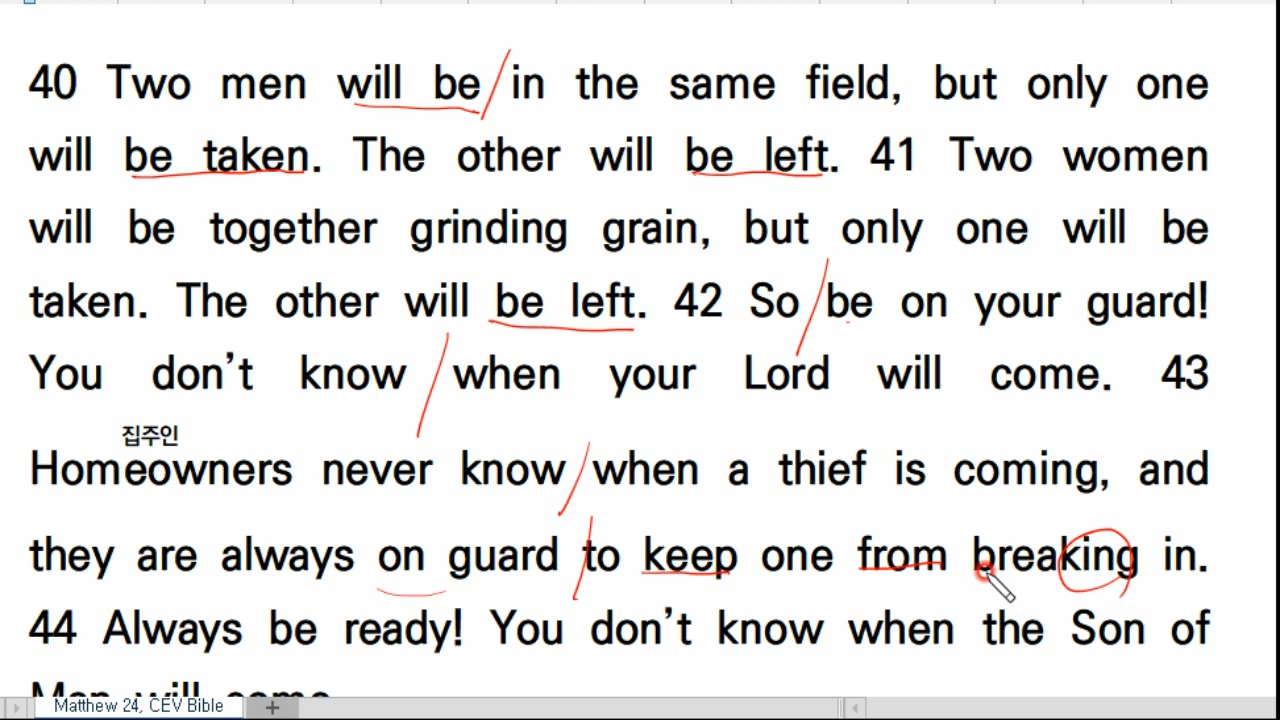 40 Two men will be in the same field, but only one
will be taken. The other will be left. 41 Two women
will be together grinding grain, but only one will be
taken. The other will be left. 42 So be on your guard!
You don't know when your Lord will come. 43
집주인
Homeowners never know when a thief is coming, and
they are always on guard to keep one from breaking in.
44 Always be ready! You don't know when the Son of
Man will come
Matthew 24, CEV Bible